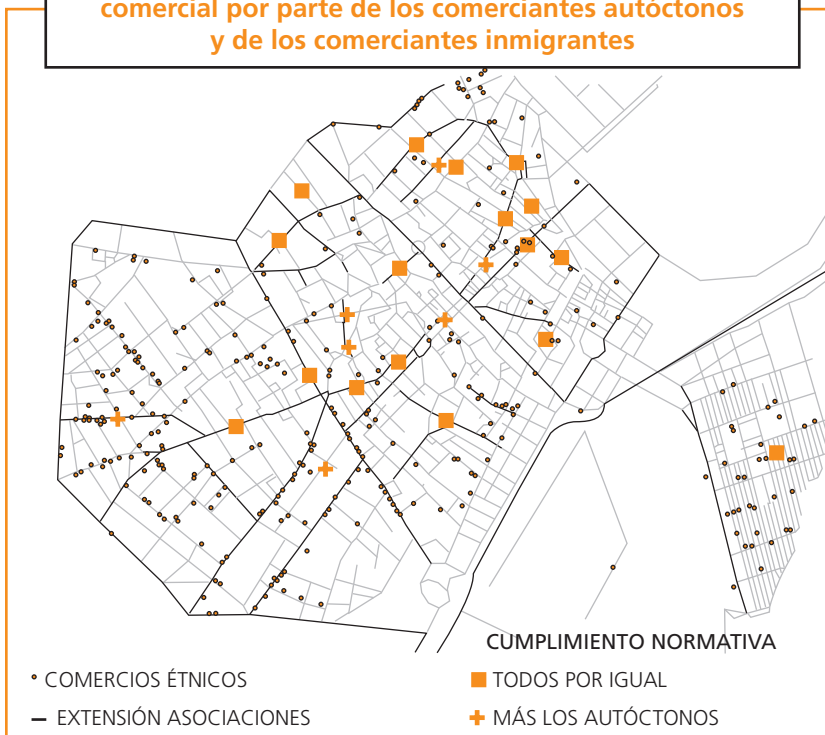 comercial por parte de los comerciantes autóctonos
y de los comerciantes inmigrantes
CUMPLIMIENTO NORMATIVA
COMERCIOS ÉTNICOS
TODOS POR IGUAL
EXTENSIÓN ASOCIACIONES
MÁS LOS AUTÓCTONOS